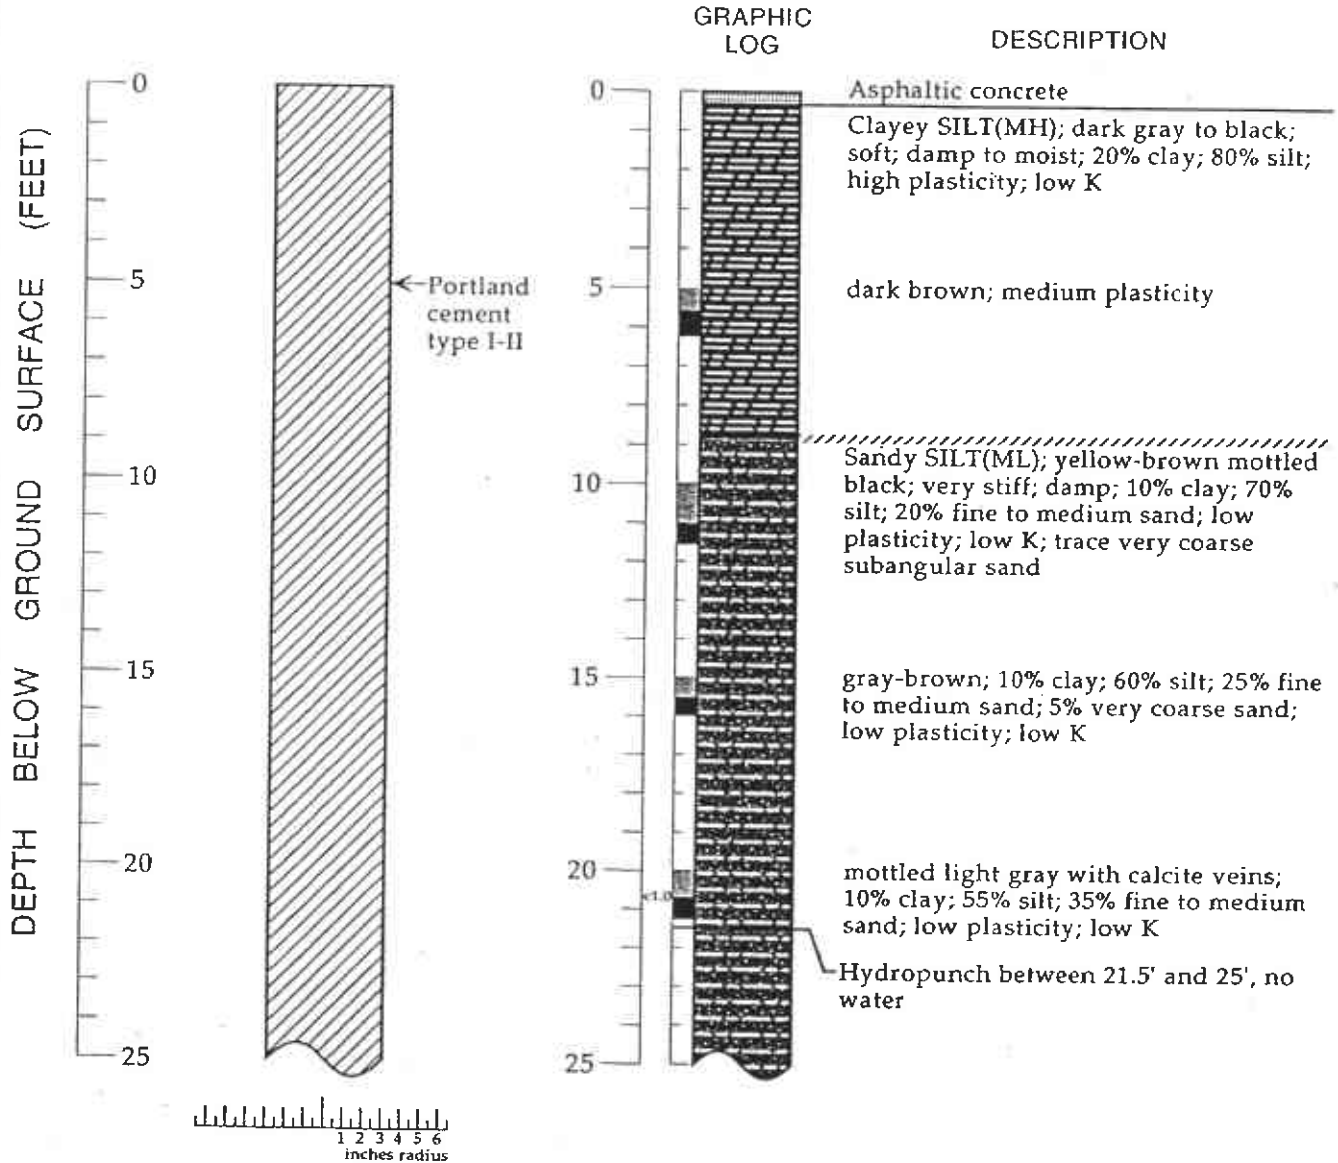 GRAPHIC
LOG
DESCRIPTION
DEPTH BELOW GROUND SURFACE (FEET)
0
5
10
15
20
25
Portland
cement
type I-II
1 2 3 4 5 6
inches radius
0
5
10
15
20
25
<1.0
Asphaltic concrete
Clayey SILT(MH); dark gray to black;
soft; damp to moist; 20% clay; 80% silt;
high plasticity; low K
dark brown; medium plasticity
Sandy SILT(ML); yellow-brown mottled
black; very stiff; damp; 10% clay; 70%
silt; 20% fine to medium sand; low
plasticity; low K; trace very coarse
subangular sand
gray-brown; 10% clay; 60% silt; 25% fine
to medium sand; 5% very coarse sand;
low plasticity; low K
mottled light gray with calcite veins;
10% clay; 55% silt; 35% fine to medium
sand; low plasticity; low K
Hydropunch between 21.5' and 25', no
water